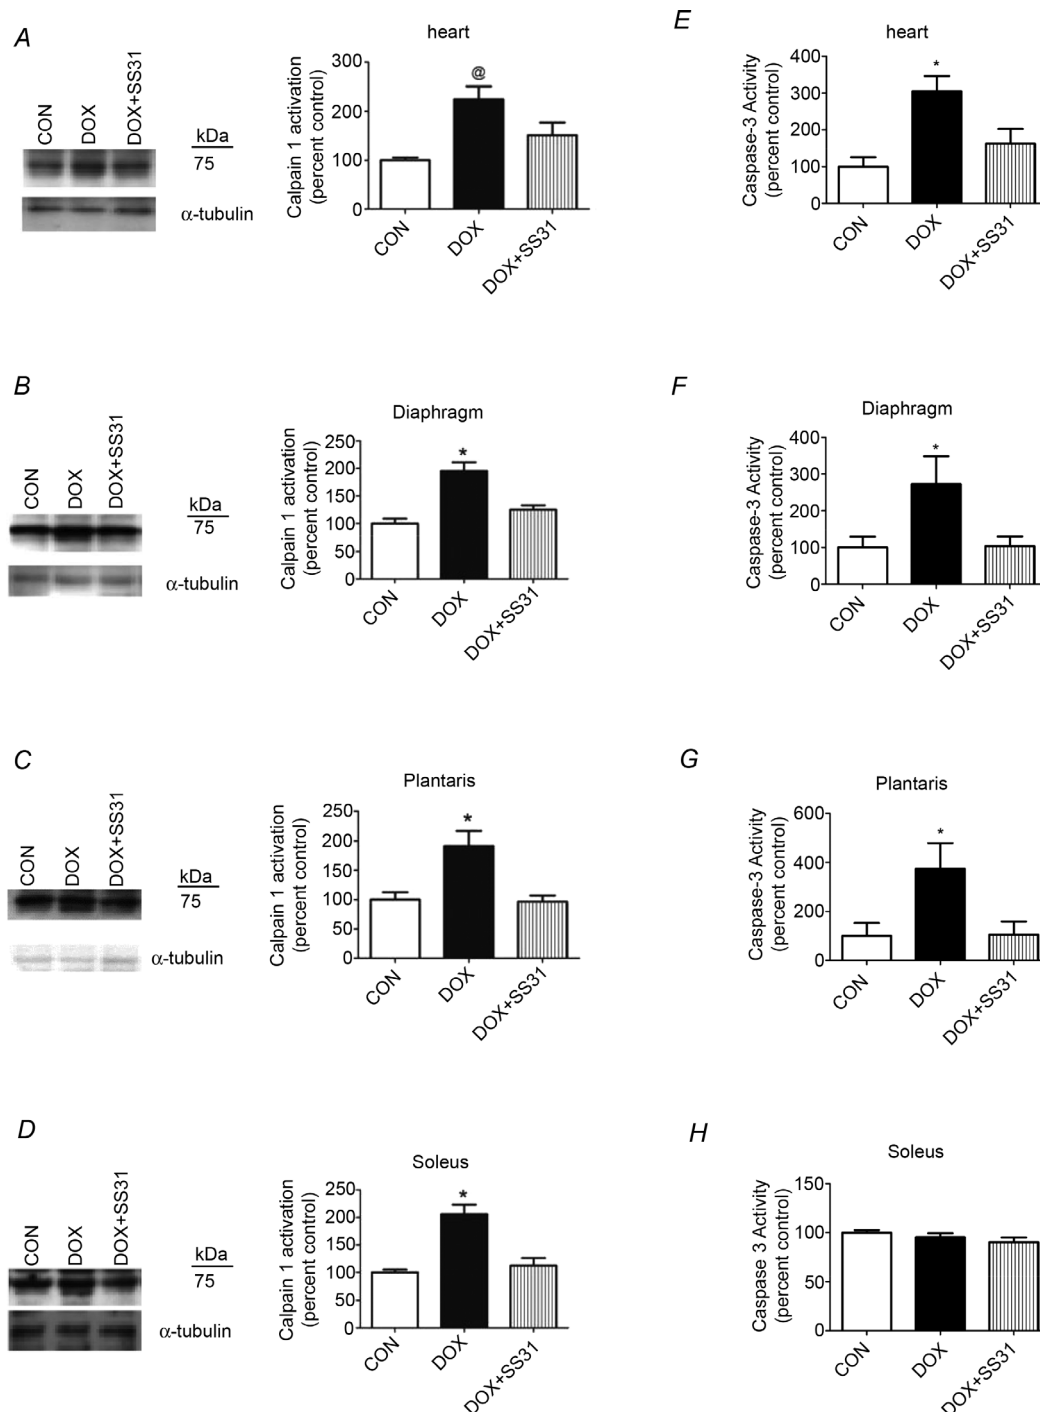 A
CON
DOX
DOX+SS31
kDa
75
α-tubulin
heart
Calpain 1 activation
(percent control)
300
200
100
0
@
CON
DOX
DOX+SS31
E
heart
Caspase-3 Activity
(percent control)
400
300
200
100
0
*
CON
DOX
DOX+SS31
B
CON
DOX
DOX+SS31
kDa
75
α-tubulin
Diaphragm
Calpain 1 activation
(percent control)
250
200
150
100
50
0
*
CON
DOX
DOX+SS31
F
Diaphragm
Caspase-3 Activity
(percent control)
400
300
200
100
0
*
CON
DOX
DOX+SS31
C
CON
DOX
DOX+SS31
kDa
75
α-tubulin
Plantaris
Calpain 1 activation
(percent control)
250
200
150
100
50
0
*
CON
DOX
DOX+SS31
G
Plantaris
Caspase-3 Activity
(percent control)
600
400
200
0
*
CON
DOX
DOX+SS31
D
CON
DOX
DOX+SS31
kDa
75
α-tubulin
Soleus
Calpain 1 activation
(percent control)
250
200
150
100
50
0
*
CON
DOX
DOX+SS31
H
Soleus
Caspase 3 Activity
(percent control)
150
100
50
0
CON
DOX
DOX+SS31